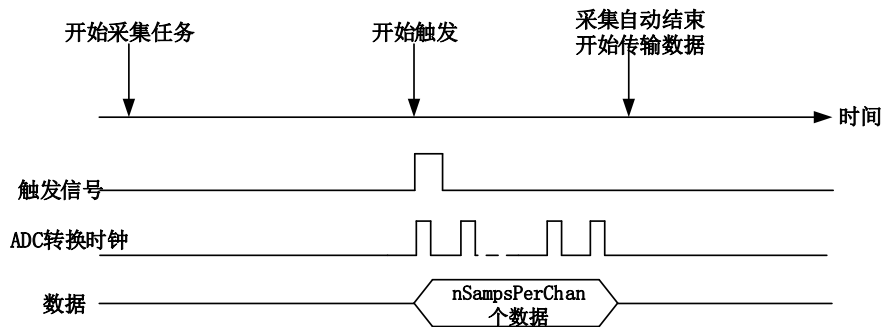 开始采集任务
开始触发
采集自动结束
开始传输数据
时间
触发信号
ADC转换时钟
数据
nSampsPerChan
个数据